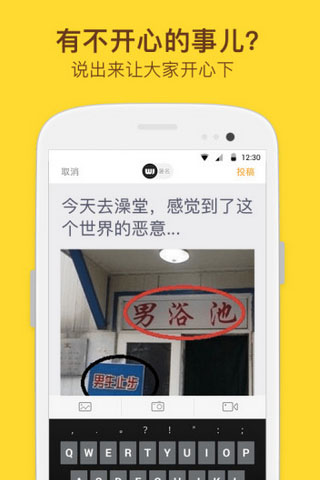 有不开心的事儿?
说出来让大家开心下
12:30
取消
投稿
今天去澡堂，感觉到了这
个世界的恶意...
男浴池
男生止步
Q W E R T Y U I O P